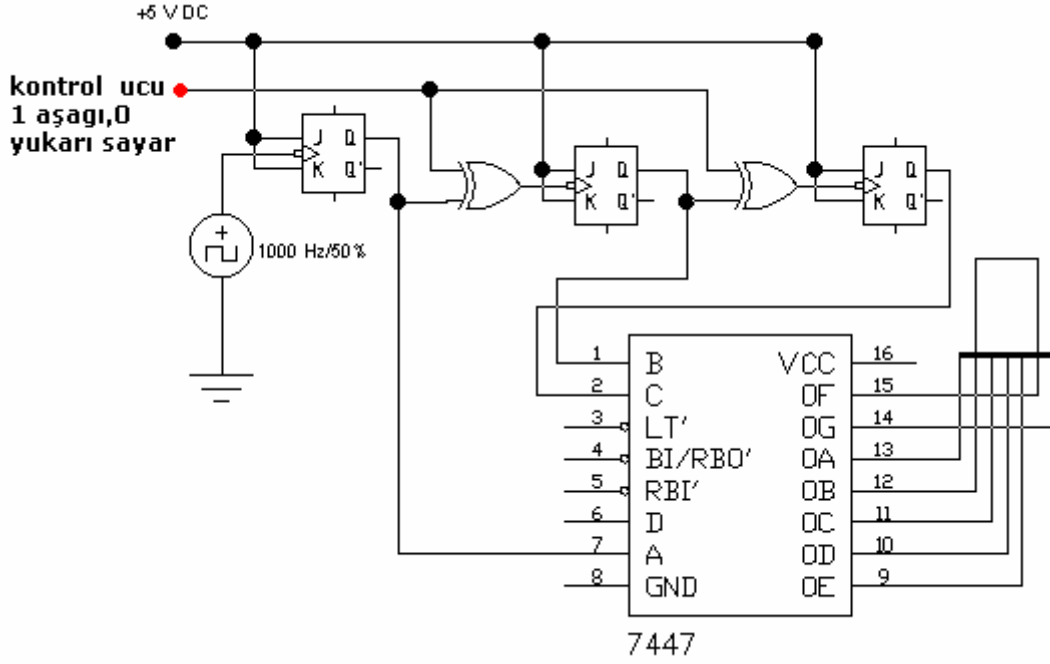 +5 V DC
kontrol ucu
1 aşagı,0
yukarı sayar
J Q
K Q'
J Q
K Q'
J Q
K Q'
1000 Hz/50%
1 B VCC 16
2 C OF 15
3 LT' OG 14
4 BI/RBO' OA 13
5 RBI' OB 12
6 D OC 11
7 A OD 10
8 GND OE 9
7447